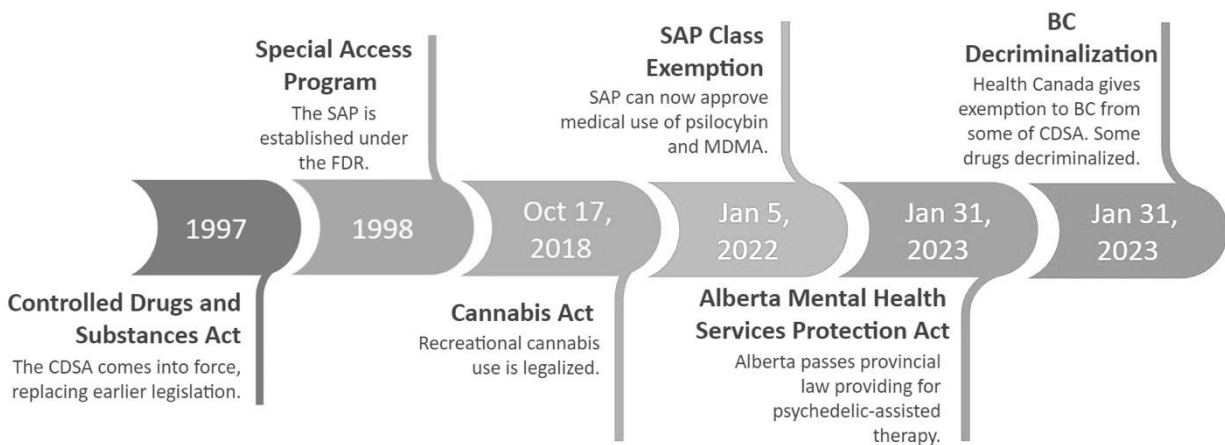 1997
Controlled Drugs and
Substances Act
The CDSA comes into force,
replacing earlier legislation.
Special Access
Program
The SAP is
established under
the FDR.
1998
Oct 17,
2018
Cannabis Act
Recreational cannabis
use is legalized.
SAP Class
Exemption
SAP can now approve
medical use of psilocybin
and MDMA.
Jan 5,
2022
Jan 31,
2023
Alberta Mental Health
Services Protection Act
Alberta passes provincial
law providing for
psychedelic-assisted
therapy.
BC
Decriminalization
Health Canada gives
exemption to BC from
some of CDSA. Some
drugs decriminalized.
Jan 31,
2023